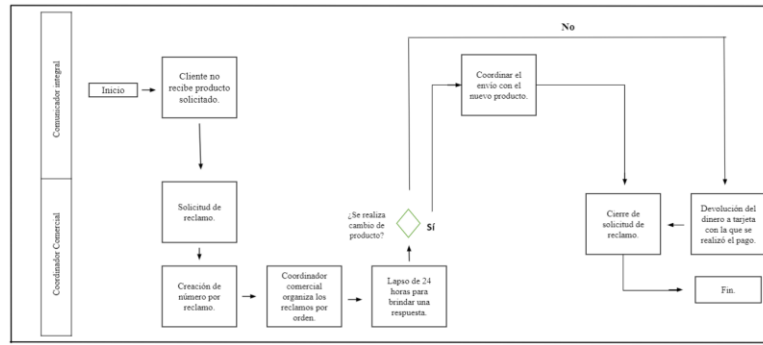 Comunicador integral
Inicio
Cliente no
recibe producto
solicitado.
Coordinar el
envío con el
nuevo producto.
No
Coordinador Comercial
Solicitud de
reclamo.
Creación de
número por
reclamo.
Coordinador
comercial
organiza los
reclamos por
orden.
Lapso de 24
horas para
brindar una
respuesta.
¿Se realiza
cambio de
producto?
Sí
Cierre de
solicitud de
reclamo.
Devolución del
dinero a tarjeta
con la que se
realizó el pago.
Fin.